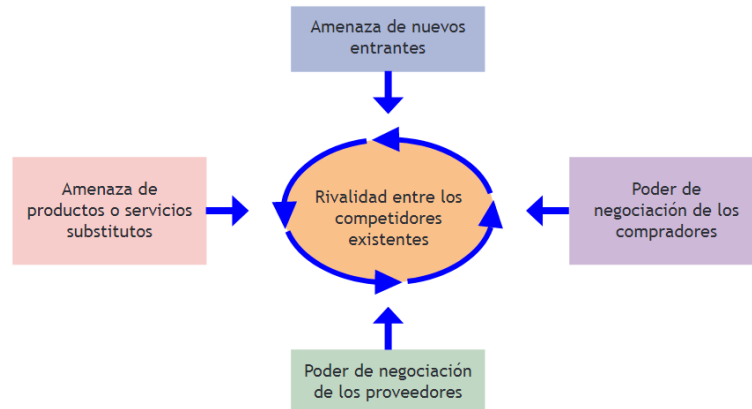 Amenaza de nuevos
entrantes
Amenaza de
productos o servicios
substitutos
Rivalidad entre los
competidores
existentes
Poder de
negociación de los
compradores
Poder de negociación
de los proveedores